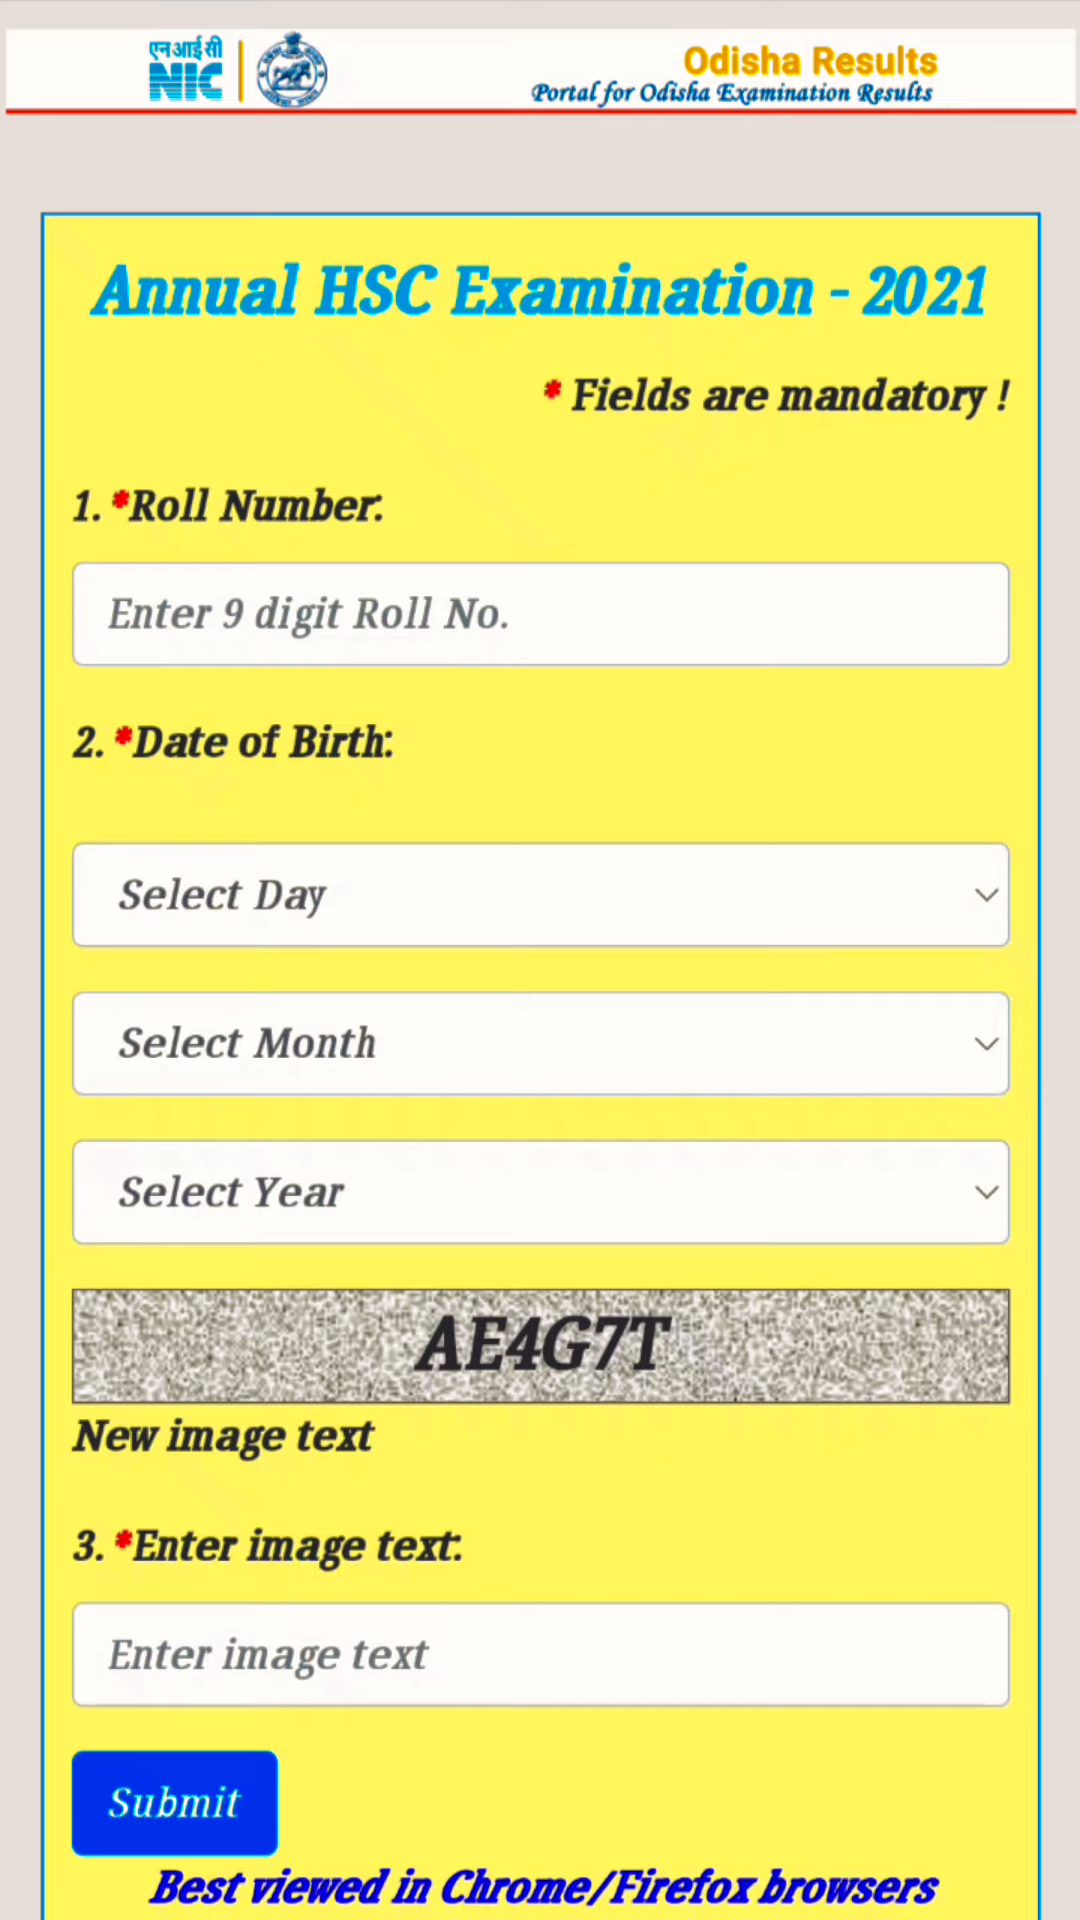 एन आई सी
NIC
Odisha Results
Portal for Odisha Examination Results
Annual HSC Examination - 2021
* Fields are mandatory !
1. *Roll Number:
Enter 9 digit Roll No.
2. *Date of Birth:
Select Day
Select Month
Select Year
AE4G7T
New image text
3. *Enter image text:
Enter image text
Submit
Best viewed in Chrome/Firefox browsers